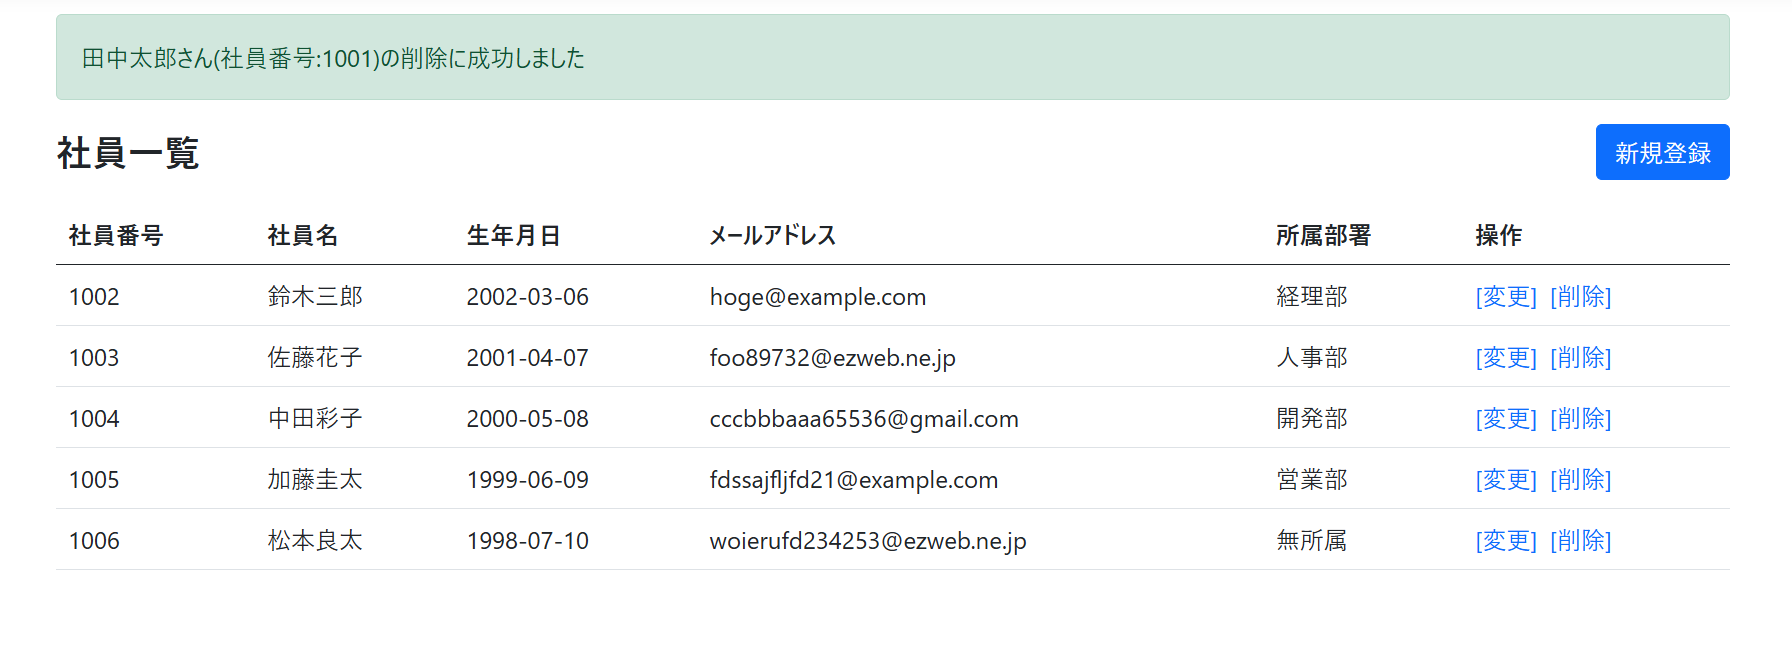 田中太郎さん(社員番号:1001)の削除に成功しました
社員一覧 新規登録
社員番号 社員名 生年月日 メールアドレス 所属部署 操作
1002 鈴木三郎 2002-03-06 hoge@example.com 経理部 [変更] [削除]
1003 佐藤花子 2001-04-07 foo89732@ezweb.ne.jp 人事部 [変更] [削除]
1004 中田彩子 2000-05-08 cccbbbaaa65536@gmail.com 開発部 [変更] [削除]
1005 加藤圭太 1999-06-09 fdssajfljfd21@example.com 営業部 [変更] [削除]
1006 松本良太 1998-07-10 woierufd234253@ezweb.ne.jp 無所属 [変更] [削除]